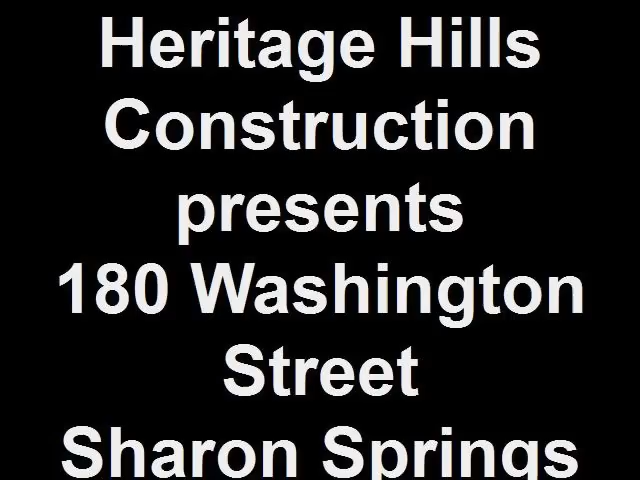 Heritage Hills
Construction
presents
180 Washington
Street
Sharon Springs